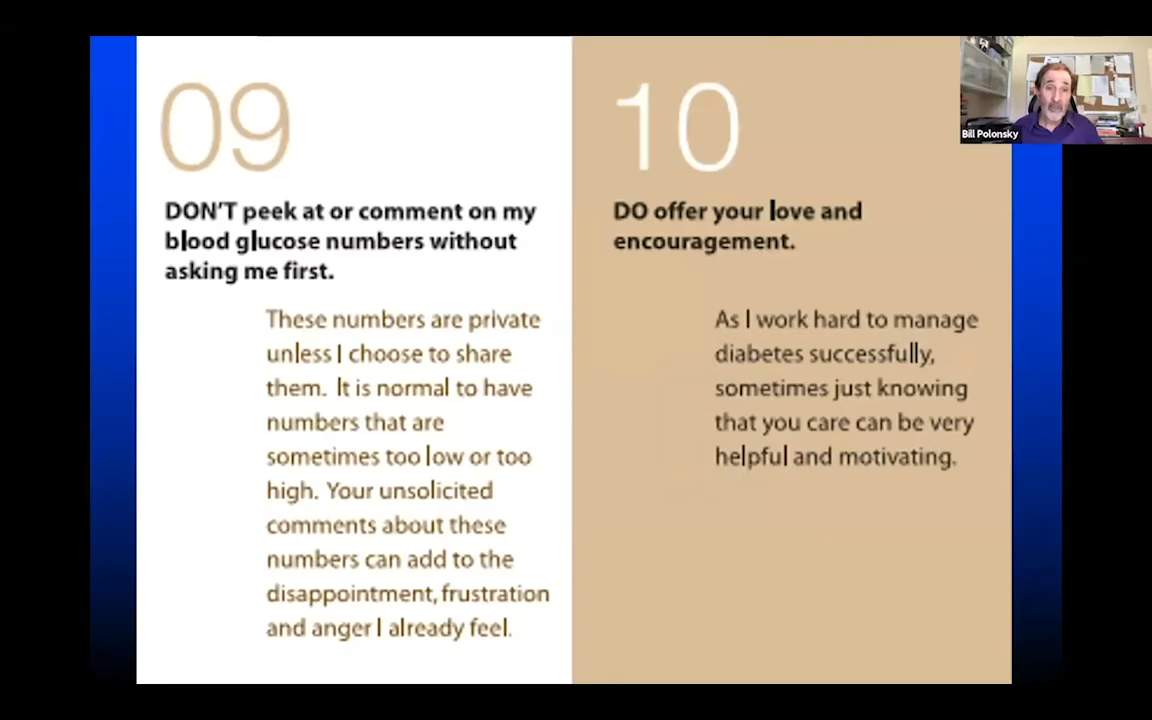 09
DON'T peek at or comment on my
blood glucose numbers without
asking me first.
These numbers are private
unless I choose to share
them. It is normal to have
numbers that are
sometimes too low or too
high. Your unsolicited
comments about these
numbers can add to the
disappointment, frustration
and anger I already feel.
10
DO offer your love and
encouragement.
As I work hard to manage
diabetes successfully,
sometimes just knowing
that you care can be very
helpful and motivating.
Bill Polonsky